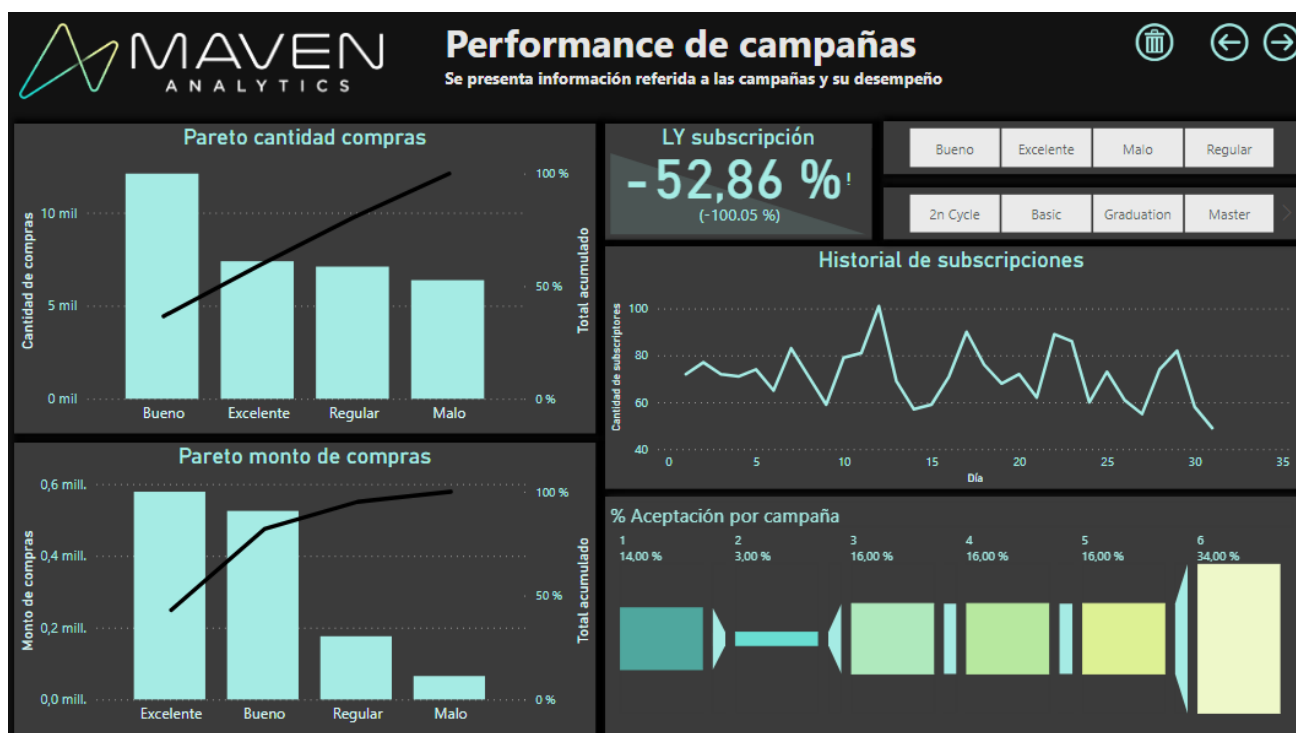 MAVEN
ANALYTICS
Performance de campañas
Se presenta información referida a las campañas y su desempeño
Pareto cantidad compras
Cantidad de compras
10 mil
5 mil
0 mil
100 %
50 %
0 %
Total acumulado
Bueno Excelente Regular Malo
LY subscripción
-52,86 %!
(-100.05 %)
Bueno Excelente Malo Regular
2n Cycle Basic Graduation Master
Historial de subscripciones
Cantidad de subscriptores
100
80
60
40
0 5 10 15 20 25 30 35
Día
Pareto monto de compras
Monto de compras
0,6 mill.
0,4 mill.
0,2 mill.
0,0 mill.
100 %
50 %
0 %
Total acumulado
Excelente Bueno Regular Malo
% Aceptación por campaña
1 2 3 4 5 6
14,00 % 3,00 % 16,00 % 16,00 % 16,00 % 34,00 %